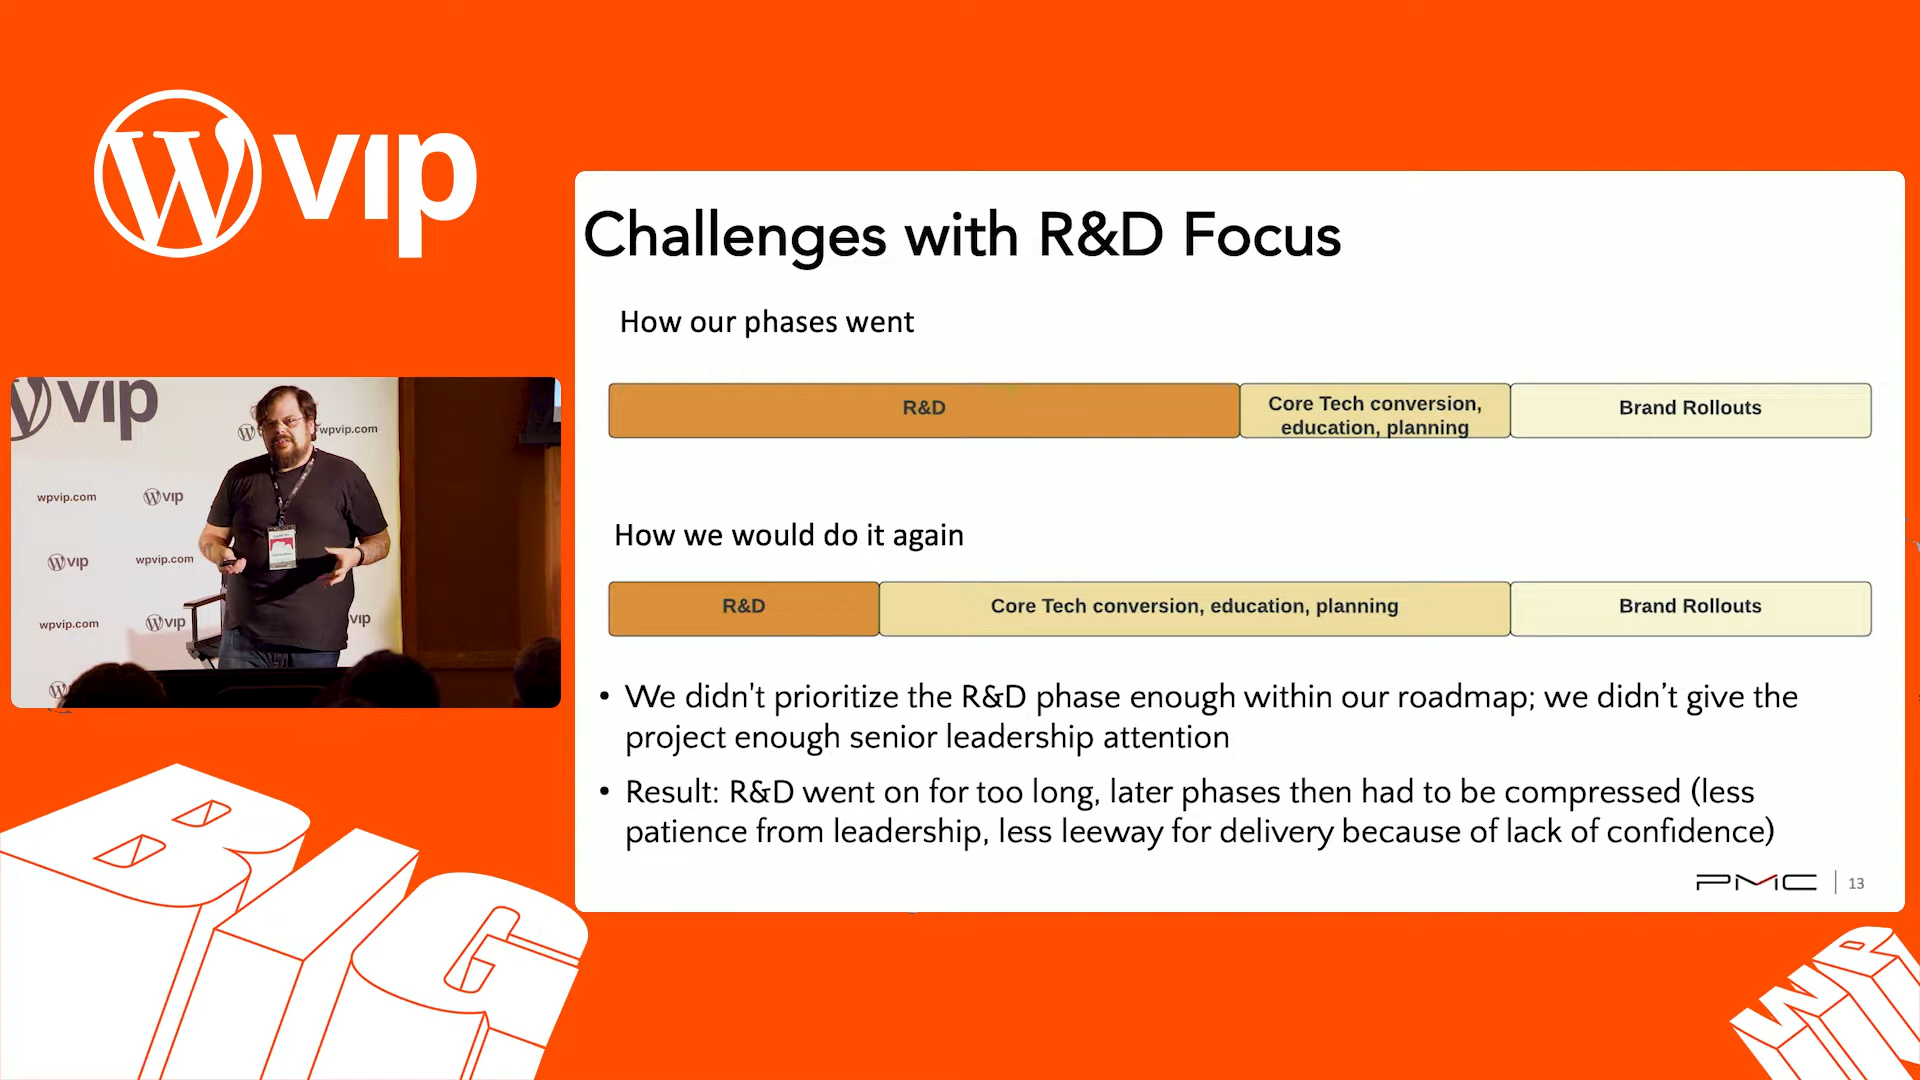 W vip
Challenges with R&D Focus
How our phases went
R&D
Core Tech conversion,
education, planning
Brand Rollouts
How we would do it again
R&D
Core Tech conversion, education, planning
Brand Rollouts
• We didn't prioritize the R&D phase enough within our roadmap; we didn’t give the
project enough senior leadership attention
• Result: R&D went on for too long, later phases then had to be compressed (less
patience from leadership, less leeway for delivery because of lack of confidence)
PMC
13
vip
wpvip.com
wpvip.com
vip
vip
wpvip.com
wpvip.com
vip
vip
BIG
WP